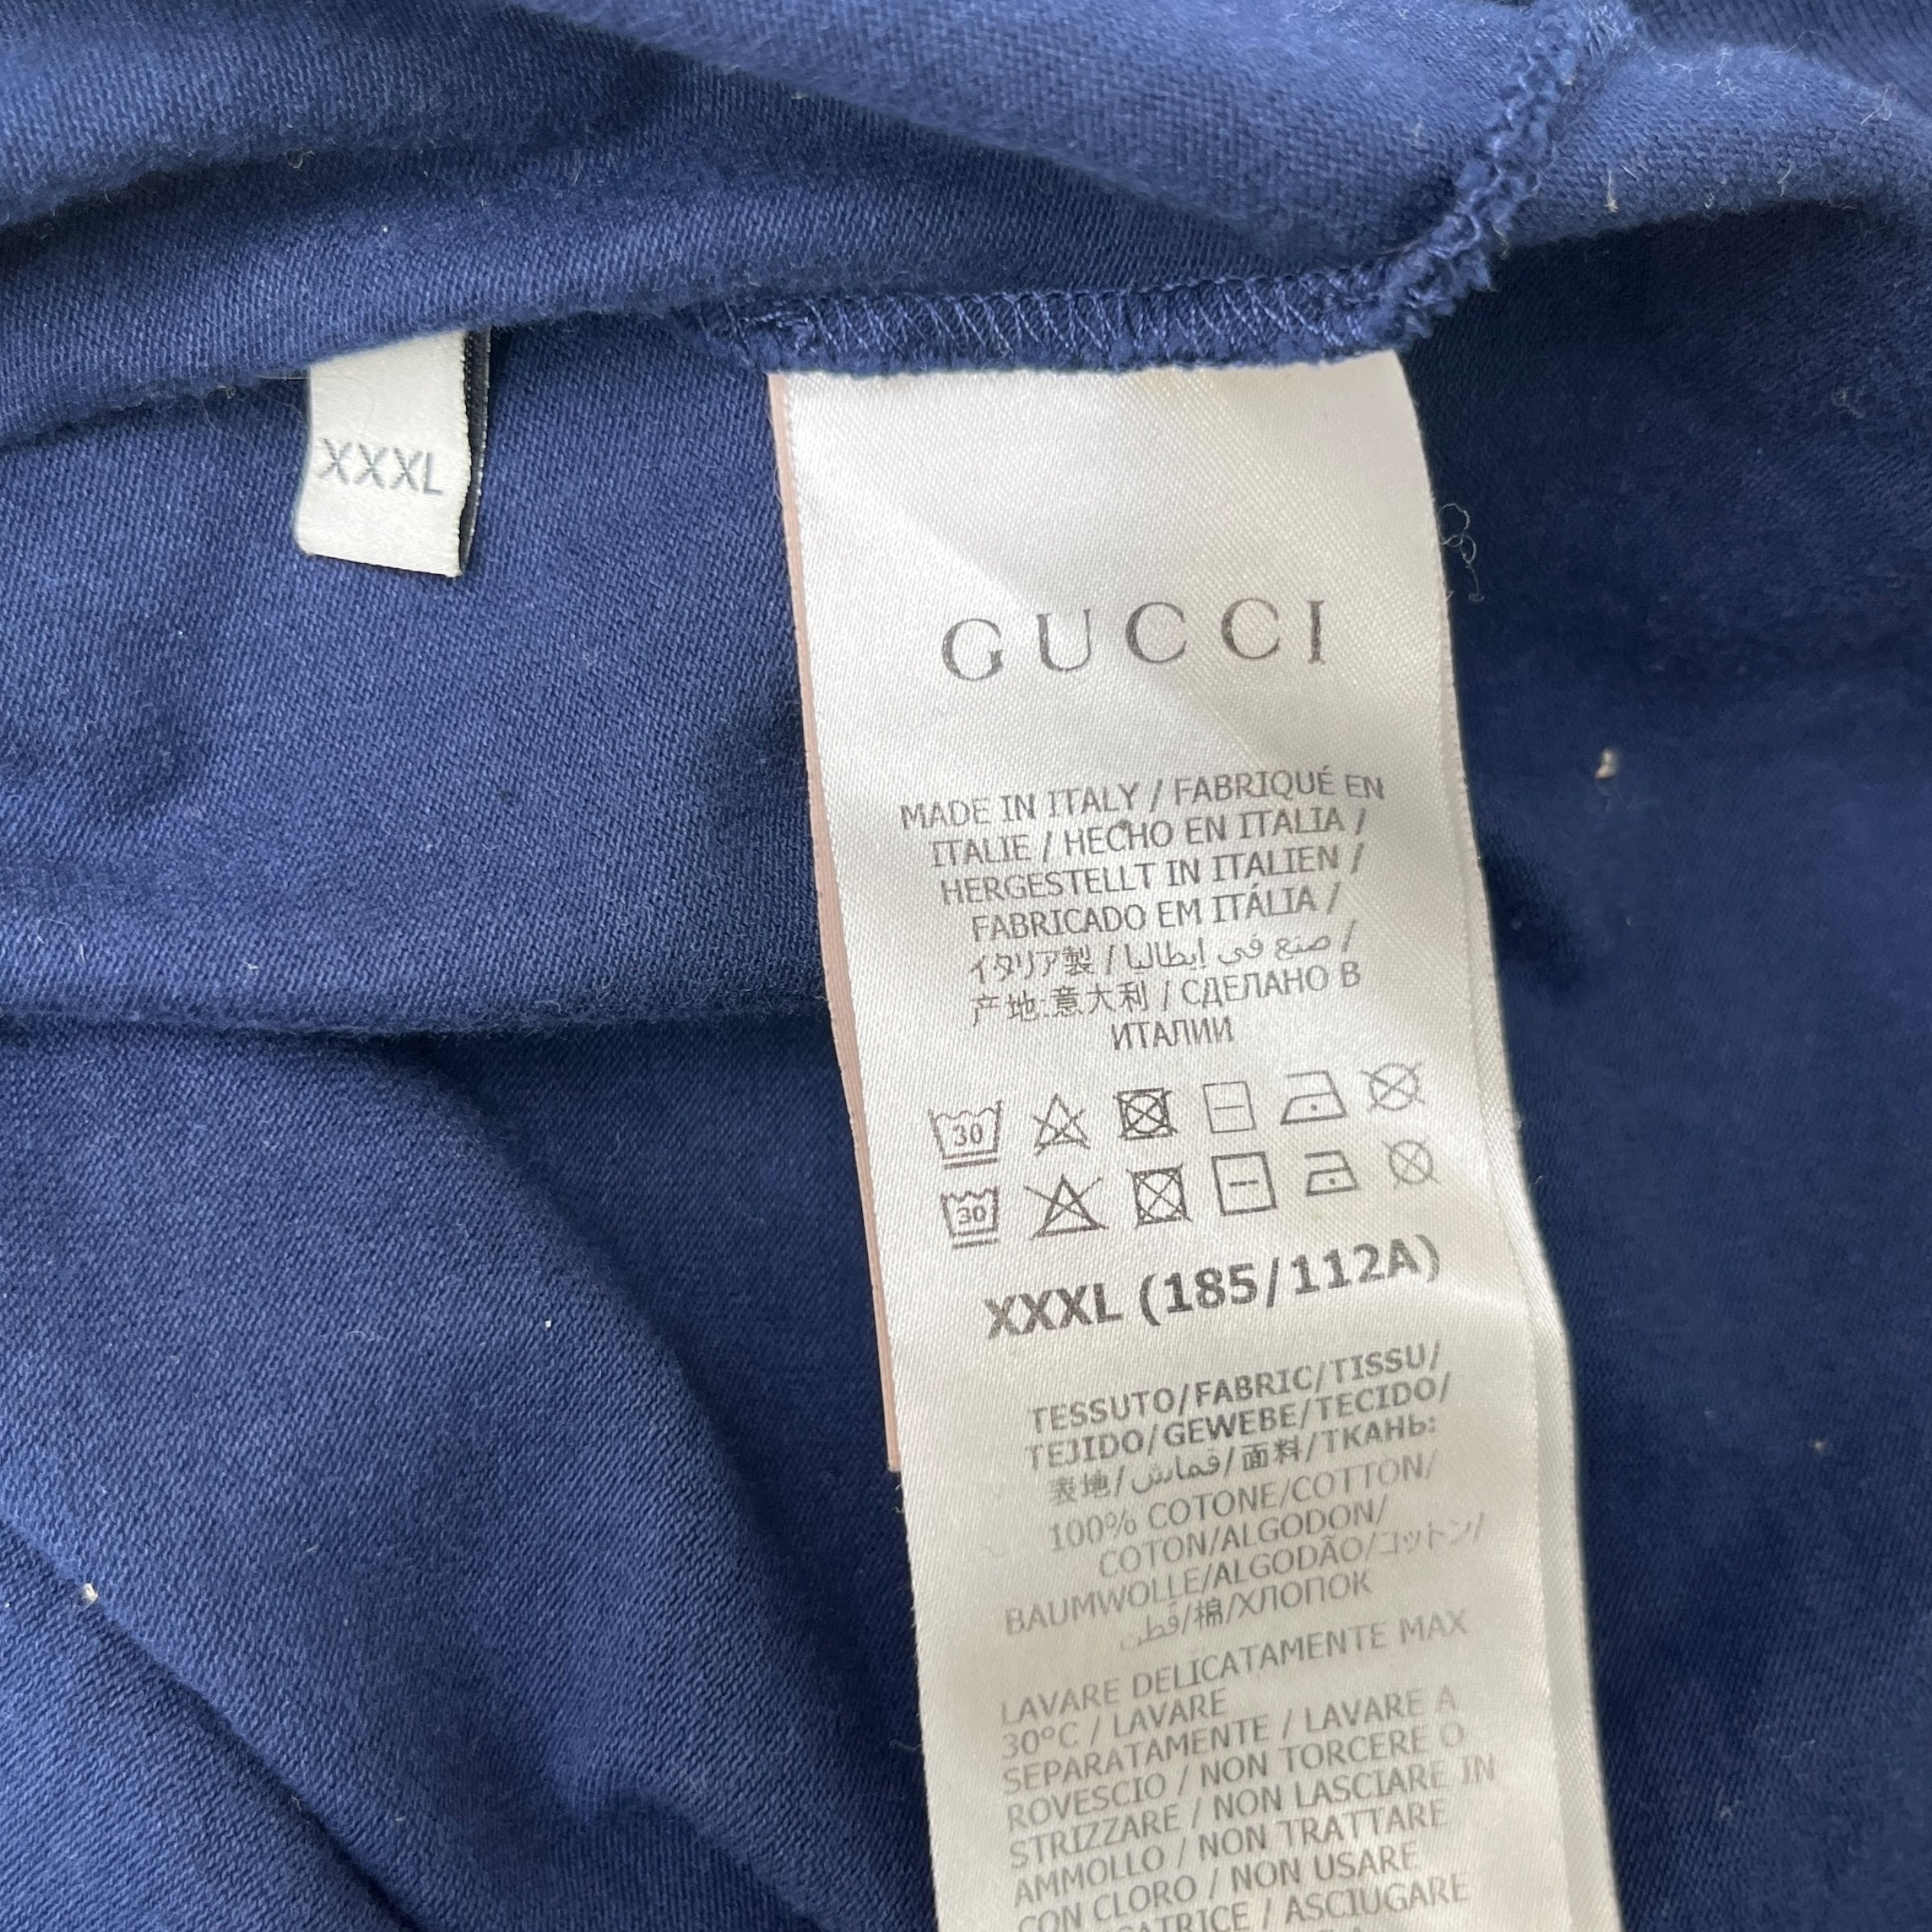 XXXL
GUCCI
MADE IN ITALY / FABRIQUÉ EN
ITALIE / HECHO EN ITALIA /
HERGESTELLT IN ITALIEN /
FABRICADO EM ITÁLIA /
イタリア製 / صنع في إيطاليا /
产地:意大利 / СДЕЛАНО В
ИТАЛИИ
30
30
XXXL (185/112A)
TESSUTO/FABRIC/TISSU/
TEJIDO/GEWEBE/TECIDO/
表地/قماش/面料/ТКАНЬ:
100% COTONE/COTTON/
COTON/ALGODON/
BAUMWOLLE/ALGODÃO/コットン/
قطن/棉/ХЛОПОК
LAVARE DELICATAMENTE MAX
30°C / LAVARE
SEPARATAMENTE / LAVARE A
ROVESCIO / NON TORCERE O
STRIZZARE / NON LASCIARE IN
AMMOLLO / NON TRATTARE
CON CLORO / NON USARE
/ ASCIUGARE